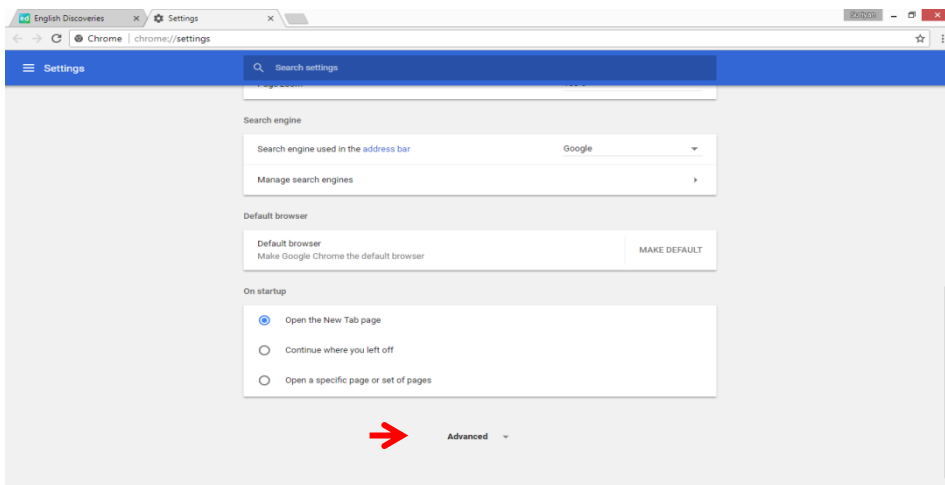 English Discoveries
Settings
Chrome | chrome://settings
Settings
Search settings
Search engine
Search engine used in the address bar
Google
Manage search engines
Default browser
Default browser
Make Google Chrome the default browser
MAKE DEFAULT
On startup
Open the New Tab page
Continue where you left off
Open a specific page or set of pages
Advanced